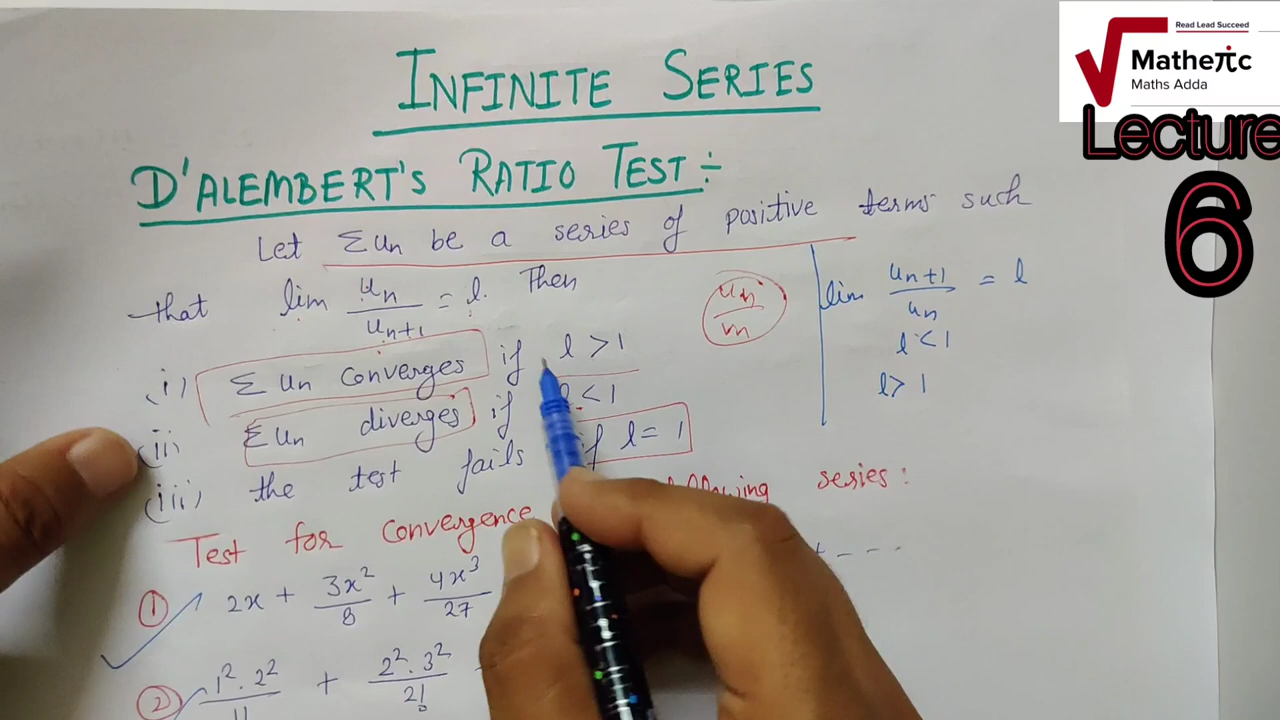 Read Lead Succeed
Matheπc
Maths Adda
Lecture
6
INFINITE SERIES
D'ALEMBERT'S RATIO TEST :-
Let Σun be a series of positive terms such
that lim un/un+1 = l. Then
un/vn
lim un+1/un = l
l < 1
l > 1
(i) Σun converges if l > 1
(ii) Σun diverges if l < 1
(iii) the test fails if l = 1
Test for convergence following series:
① 2x + 3x²/8 + 4x³/27 + - - -
② 1².2²/1! + 2².3²/2!